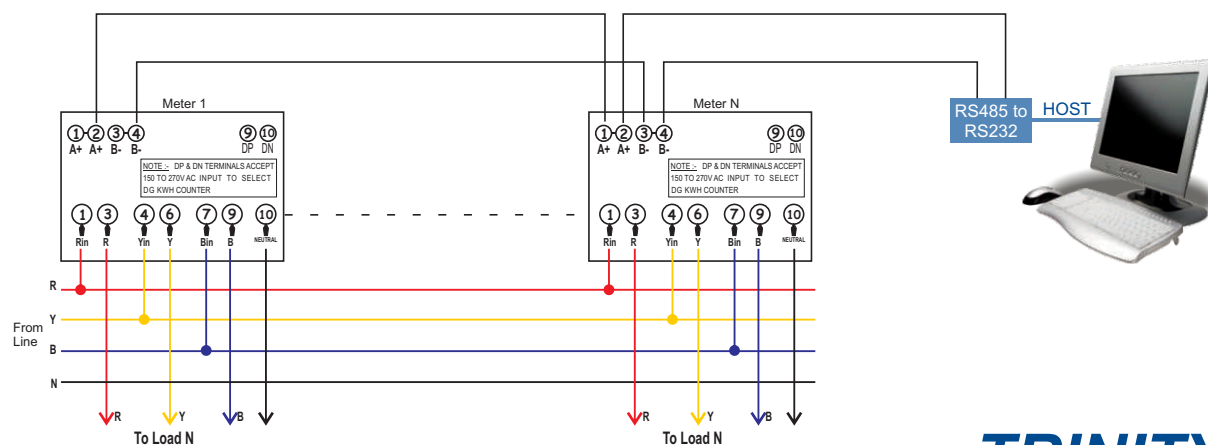 Meter 1
1 2 3 4 9 10
A+ A+ B- B- DP DN
NOTE :- DP & DN TERMINALS ACCEPT
150 TO 270V AC INPUT TO SELECT
DG KWH COUNTER
1 3 4 6 7 9 10
Rin R Yin Y Bin B NEUTRAL
Meter N
1 2 3 4 9 10
A+ A+ B- B- DP DN
NOTE :- DP & DN TERMINALS ACCEPT
150 TO 270V AC INPUT TO SELECT
DG KWH COUNTER
1 3 4 6 7 9 10
Rin R Yin Y Bin B NEUTRAL
RS485 to
RS232
HOST
From
Line
R
Y
B
N
R Y B
To Load N
R Y B
To Load N
TRINITY